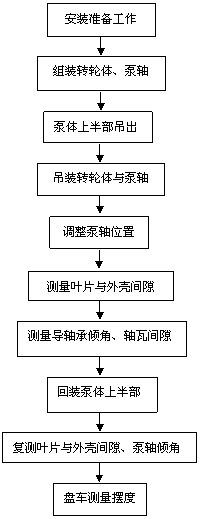 安装准备工作
组装转轮体、泵轴
泵体上半部吊出
吊装转轮体与泵轴
调整泵轴位置
测量叶片与外壳间隙
测量导轴承倾角、轴瓦间隙
回装泵体上半部
复测叶片与外壳间隙、泵轴倾角
盘车测量摆度